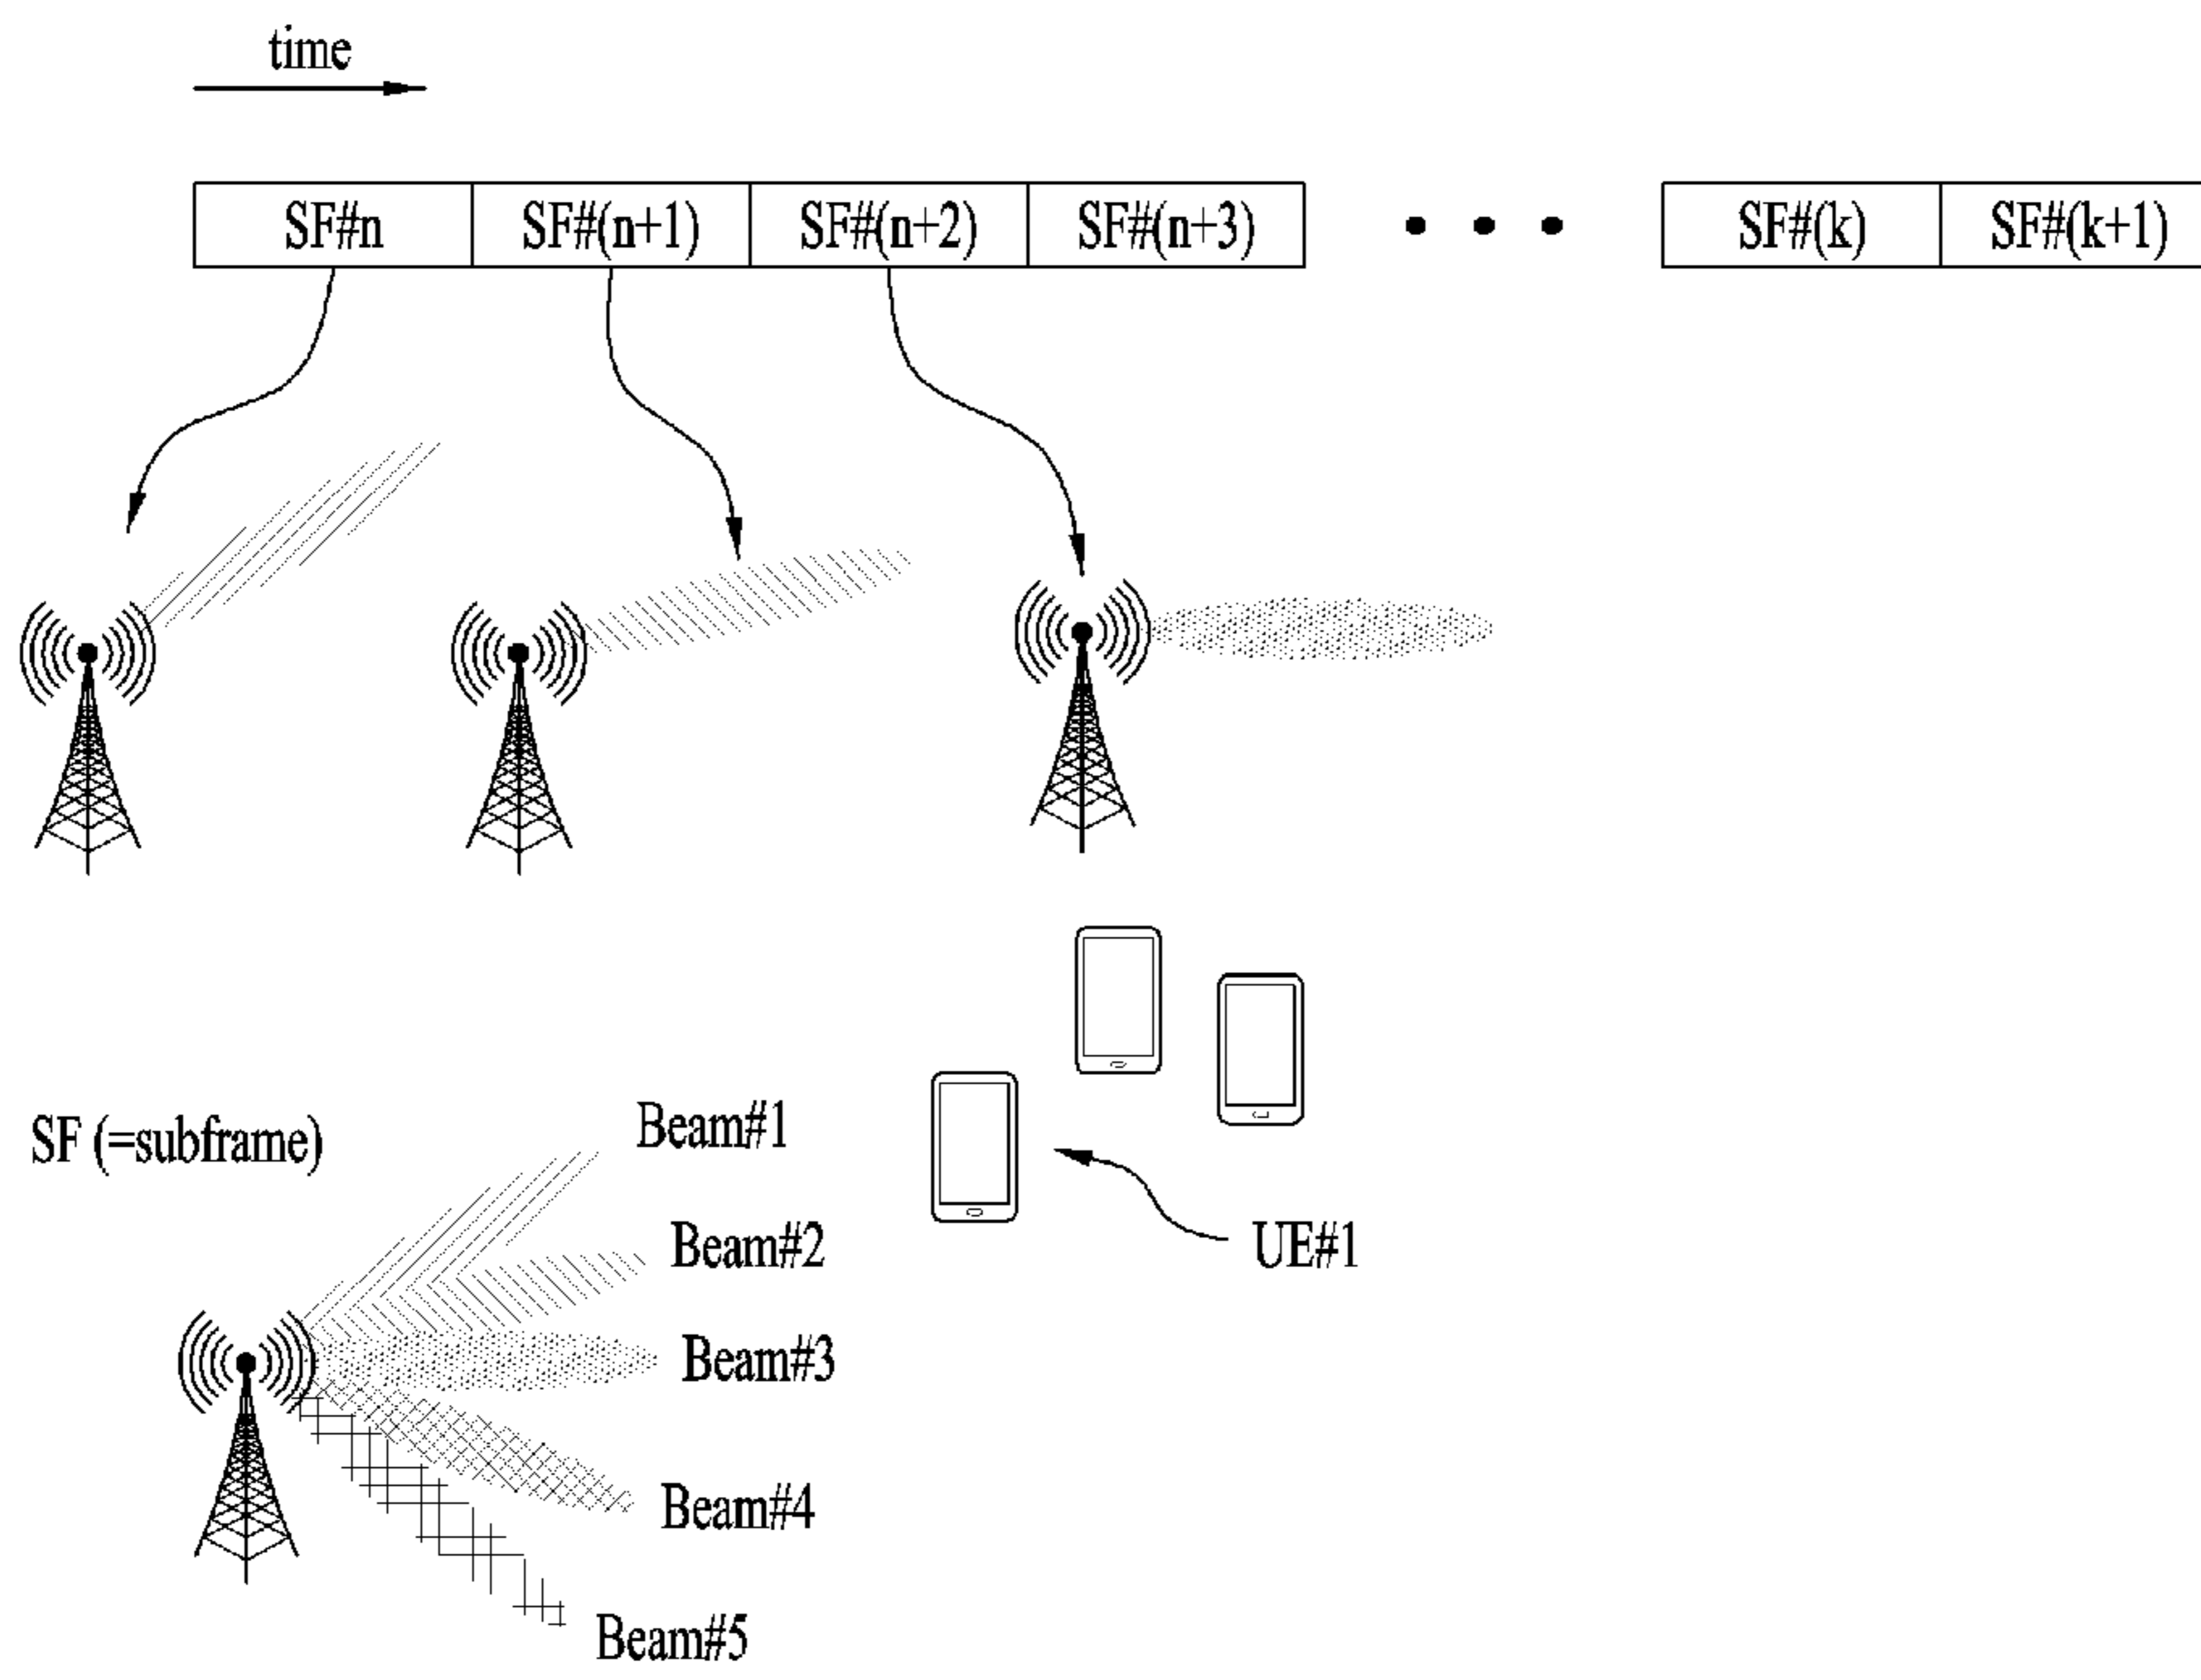 time
SF#n SF#(n+1) SF#(n+2) SF#(n+3) • • • SF#(k) SF#(k+1)
SF (=subframe)
Beam#1
Beam#2
UE#1
Beam#3
Beam#4
Beam#5